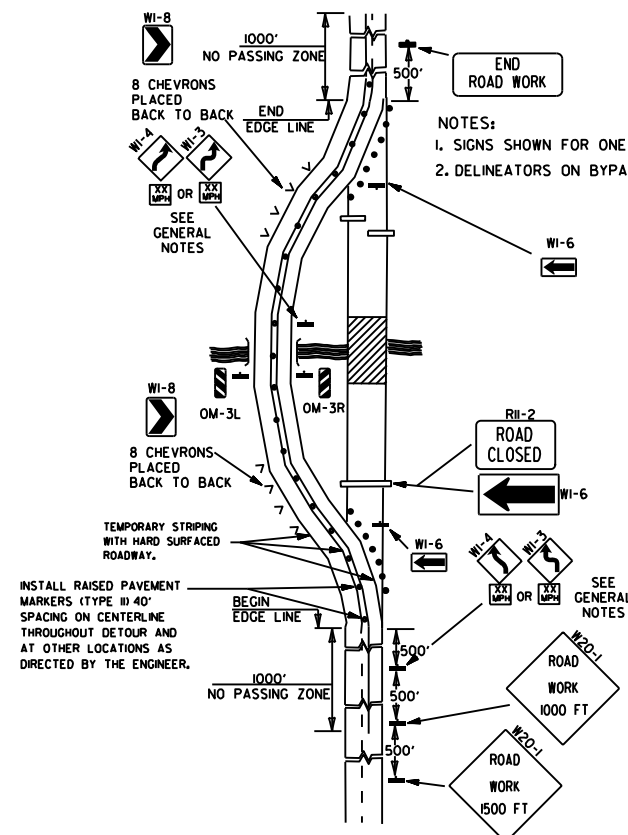 W1-8
1000'
NO PASSING ZONE
500'
END
ROAD WORK
8 CHEVRONS
PLACED
BACK TO BACK
END
EDGE LINE
NOTES:
1. SIGNS SHOWN FOR ONE
2. DELINEATORS ON BYPA
W1-4
W1-3
XX
MPH
OR
XX
MPH
SEE
GENERAL
NOTES
W1-6
OM-3L
OM-3R
W1-8
8 CHEVRONS
PLACED
BACK TO BACK
R11-2
ROAD
CLOSED
W1-6
TEMPORARY STRIPING
WITH HARD SURFACED
ROADWAY.
W1-6
W1-4
W1-3
XX
MPH
OR
XX
MPH
SEE
GENERAL
NOTES
INSTALL RAISED PAVEMENT
MARKERS (TYPE II) 40'
SPACING ON CENTERLINE
THROUGHOUT DETOUR AND
AT OTHER LOCATIONS AS
DIRECTED BY THE ENGINEER.
BEGIN
EDGE LINE
500'
1000'
NO PASSING ZONE
500'
W20-1
ROAD
WORK
1000 FT
500'
W20-1
ROAD
WORK
1500 FT